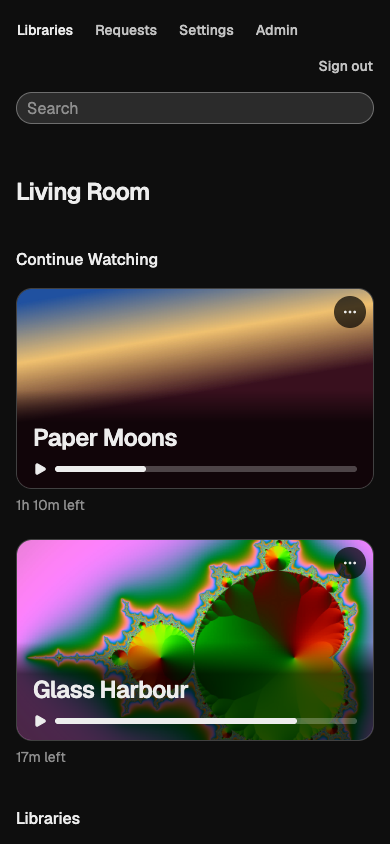 Libraries Requests Settings Admin
Sign out
Search
Living Room
Continue Watching
Paper Moons
1h 10m left
Glass Harbour
17m left
Libraries